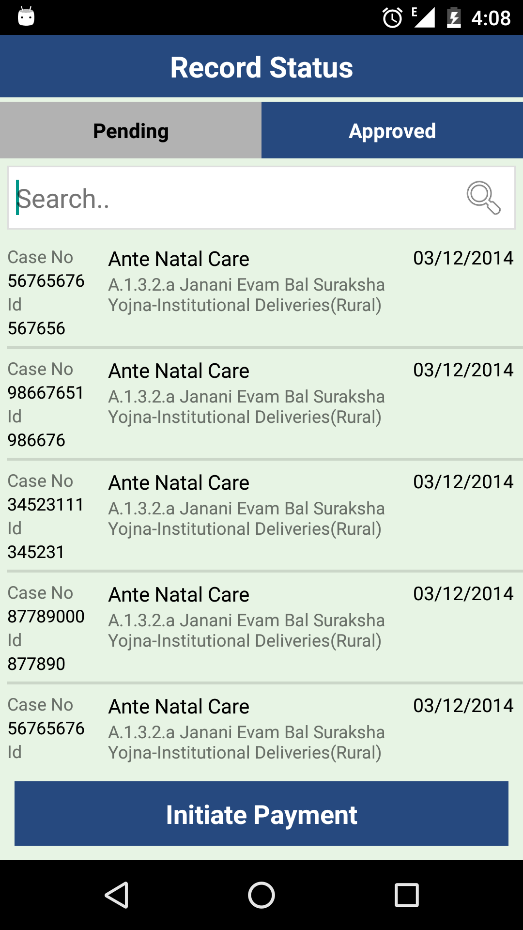 E 4:08
Record Status
Pending Approved
Search..
Case No Ante Natal Care 03/12/2014
56765676 A.1.3.2.a Janani Evam Bal Suraksha
Id Yojna-Institutional Deliveries(Rural)
567656
Case No Ante Natal Care 03/12/2014
98667651 A.1.3.2.a Janani Evam Bal Suraksha
Id Yojna-Institutional Deliveries(Rural)
986676
Case No Ante Natal Care 03/12/2014
34523111 A.1.3.2.a Janani Evam Bal Suraksha
Id Yojna-Institutional Deliveries(Rural)
345231
Case No Ante Natal Care 03/12/2014
87789000 A.1.3.2.a Janani Evam Bal Suraksha
Id Yojna-Institutional Deliveries(Rural)
877890
Case No Ante Natal Care 03/12/2014
56765676 A.1.3.2.a Janani Evam Bal Suraksha
Id Yojna-Institutional Deliveries(Rural)
Initiate Payment